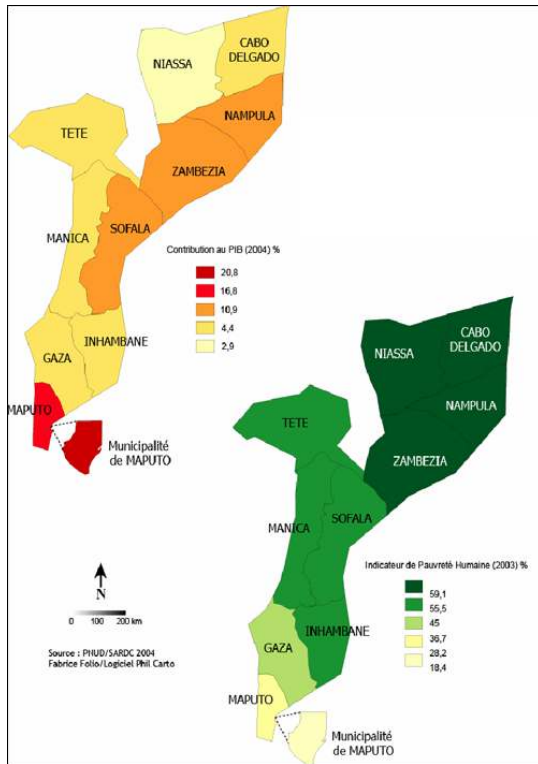 CABO
DELGADO
NIASSA
NAMPULA
TETE
ZAMBEZIA
SOFALA
MANICA
Contribution au PIB (2004) %
20,8
16,8
10,9
4,4
2,9
INHAMBANE
GAZA
MAPUTO
Municipalité
de MAPUTO
CABO
DELGADO
NIASSA
NAMPULA
TETE
ZAMBEZIA
SOFALA
MANICA
Indicateur de Pauvreté Humaine (2003) %
59,1
55,5
45
36,7
28,2
18,4
INHAMBANE
GAZA
MAPUTO
Municipalité
de MAPUTO
N
0 100 200 km
Source : PHUD/SARDC 2004
Fabrice Folio/Logiciel Phil Carto